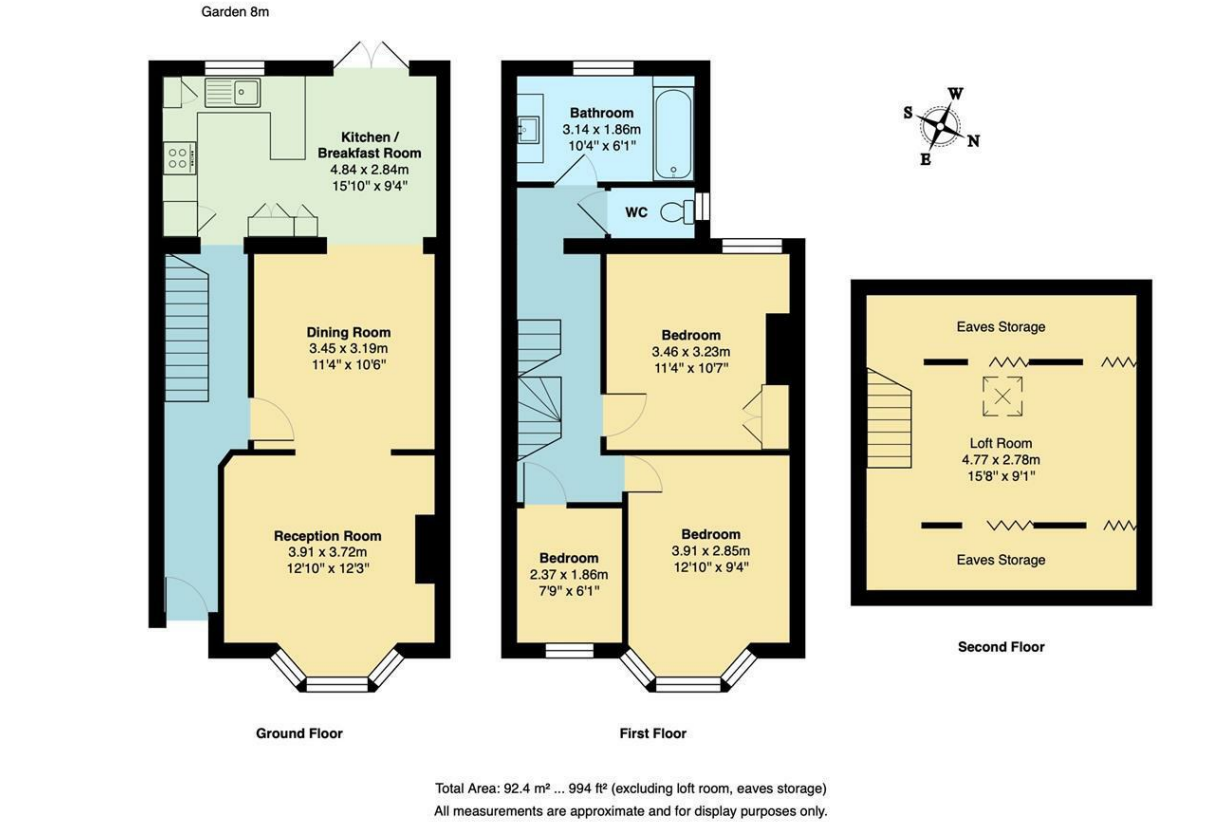 Garden 8m
Kitchen /
Breakfast Room
4.84 x 2.84m
15'10" x 9'4"
Dining Room
3.45 x 3.19m
11'4" x 10'6"
Reception Room
3.91 x 3.72m
12'10" x 12'3"
Ground Floor
Bathroom
3.14 x 1.86m
10'4" x 6'1"
WC
Bedroom
3.46 x 3.23m
11'4" x 10'7"
Bedroom
3.91 x 2.85m
12'10" x 9'4"
Bedroom
2.37 x 1.86m
7'9" x 6'1"
First Floor
W
S
N
E
Eaves Storage
Loft Room
4.77 x 2.78m
15'8" x 9'1"
Eaves Storage
Second Floor
Total Area: 92.4 m² ... 994 ft² (excluding loft room, eaves storage)
All measurements are approximate and for display purposes only.